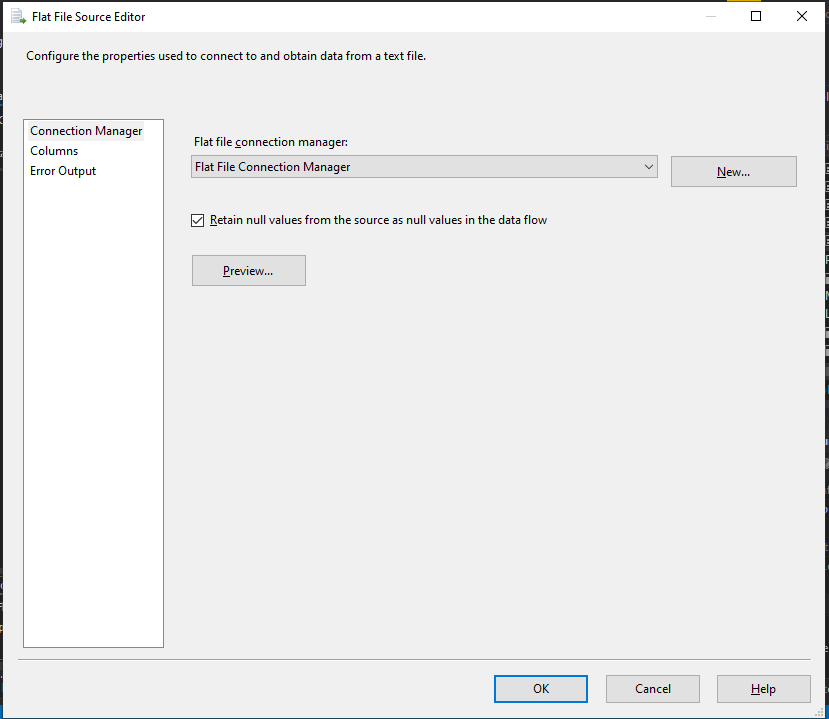 Flat File Source Editor
Configure the properties used to connect to and obtain data from a text file.
Connection Manager
Columns
Error Output
Flat file connection manager:
Flat File Connection Manager
New...
Retain null values from the source as null values in the data flow
Preview...
OK
Cancel
Help